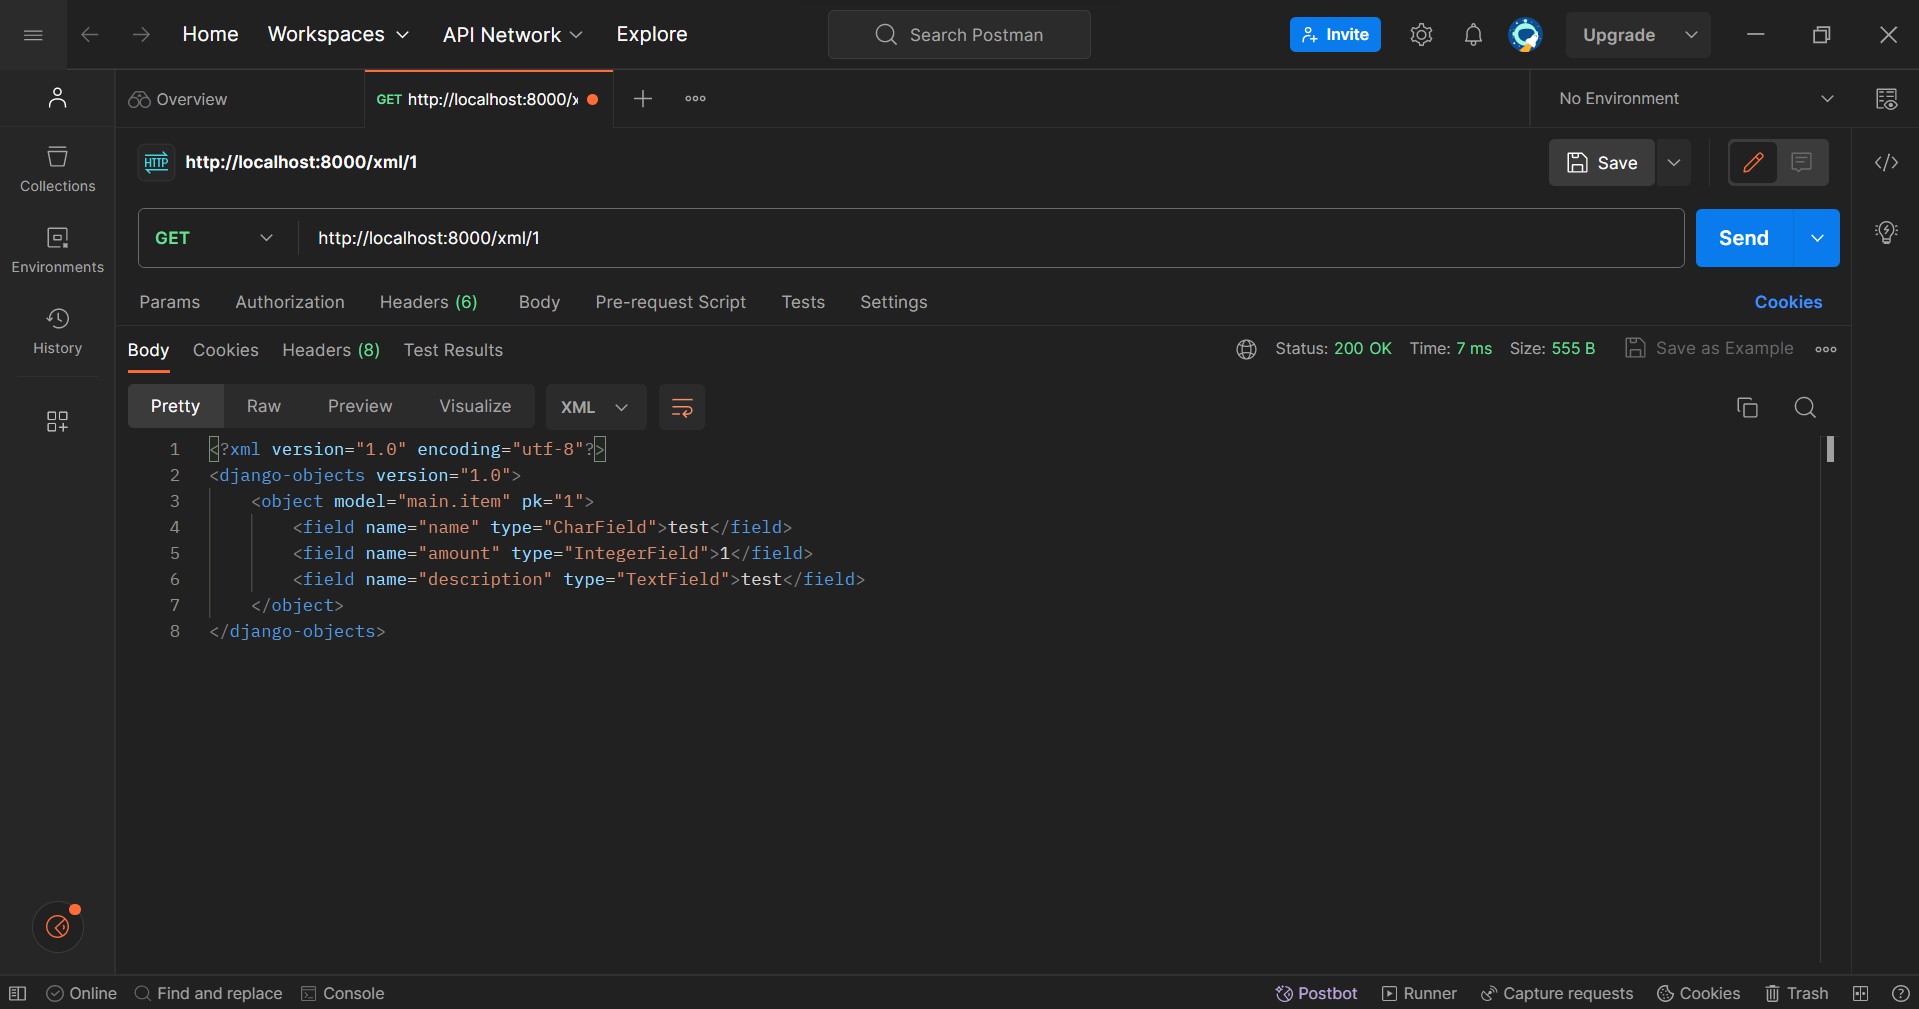 Home Workspaces API Network Explore Search Postman Invite Upgrade
Overview GET http://localhost:8000/x No Environment
HTTP http://localhost:8000/xml/1 Save
Collections
GET http://localhost:8000/xml/1 Send
Environments
Params Authorization Headers (6) Body Pre-request Script Tests Settings Cookies
History
Body Cookies Headers (8) Test Results Status: 200 OK Time: 7 ms Size: 555 B Save as Example
Pretty Raw Preview Visualize XML
1 <?xml version="1.0" encoding="utf-8"?>
2 <django-objects version="1.0">
3 <object model="main.item" pk="1">
4 <field name="name" type="CharField">test</field>
5 <field name="amount" type="IntegerField">1</field>
6 <field name="description" type="TextField">test</field>
7 </object>
8 </django-objects>
Online Find and replace Console Postbot Runner Capture requests Cookies Trash